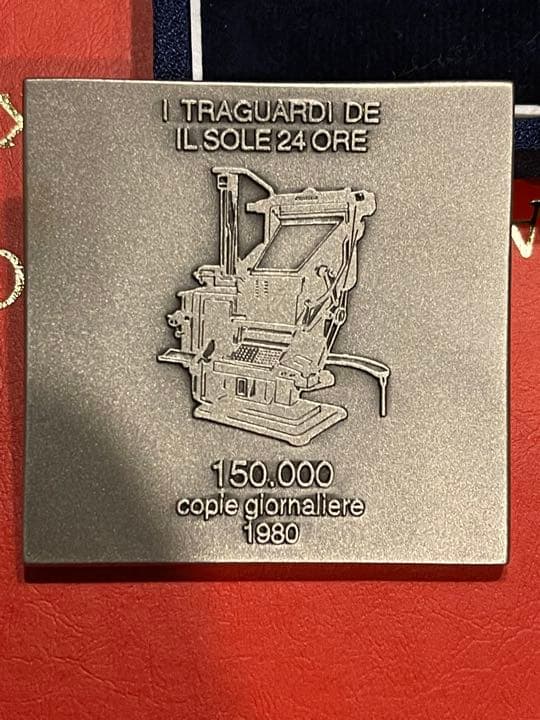 I TRAGUARDI DE
IL SOLE 24 ORE
150.000
copie giornaliere
1980